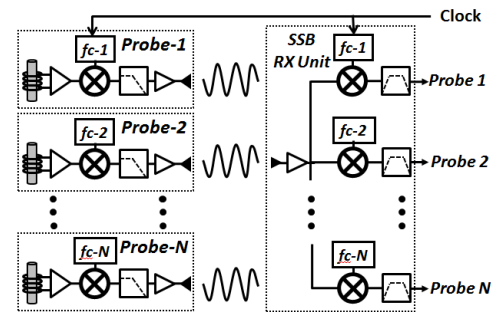 Clock
fc-1 Probe-1 SSB fc-1
RX Unit
Probe 1
fc-2 Probe-2 fc-2
Probe 2
fc-N Probe-N fc-N
Probe N